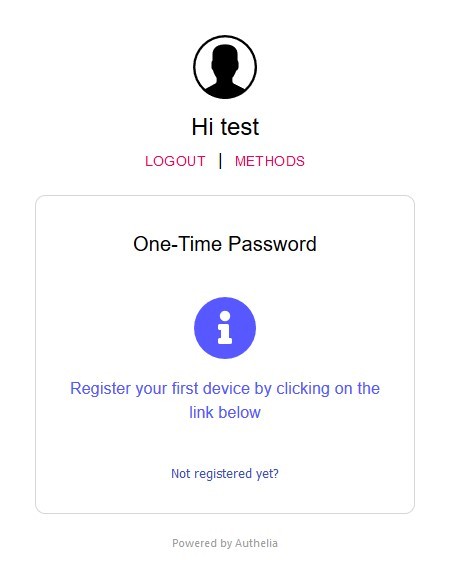 Hi test
LOGOUT | METHODS
One-Time Password
Register your first device by clicking on the
link below
Not registered yet?
Powered by Authelia